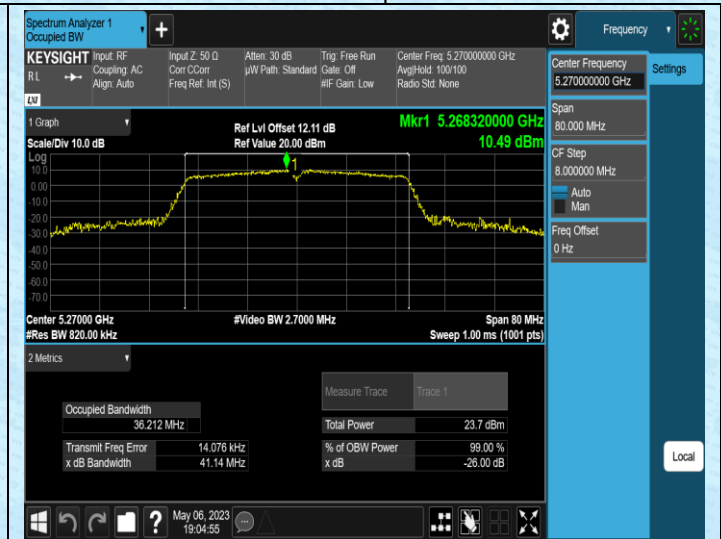 Spectrum Analyzer 1
Occupied BW
Frequency
KEYSIGHT
Input: RF
Coupling: AC
Align: Auto
Input Z: 50 Ω
Corr CCorr
Freq Ref: Int (S)
Atten: 30 dB
µW Path: Standard
Trig: Free Run
Gate: Off
#IF Gain: Low
Center Freq: 5.270000000 GHz
Avg|Hold: 100/100
Radio Std: None
R L
LXI
Center Frequency
5.270000000 GHz
Settings
Span
80.000 MHz
CF Step
8.000000 MHz
Auto
Man
Freq Offset
0 Hz
Local
1 Graph
Scale/Div 10.0 dB
Ref Lvl Offset 12.11 dB
Ref Value 20.00 dBm
Mkr1 5.268320000 GHz
10.49 dBm
Log
10.0
0.00
-10.0
-20.0
-30.0
-40.0
-50.0
-60.0
-70.0
1
Center 5.27000 GHz
#Video BW 2.7000 MHz
Span 80 MHz
#Res BW 820.00 kHz
Sweep 1.00 ms (1001 pts)
2 Metrics
Measure Trace
Trace 1
Occupied Bandwidth
36.212 MHz
Total Power
23.7 dBm
Transmit Freq Error
14.076 kHz
% of OBW Power
99.00 %
x dB Bandwidth
41.14 MHz
x dB
-26.00 dB
May 06, 2023
19:04:55